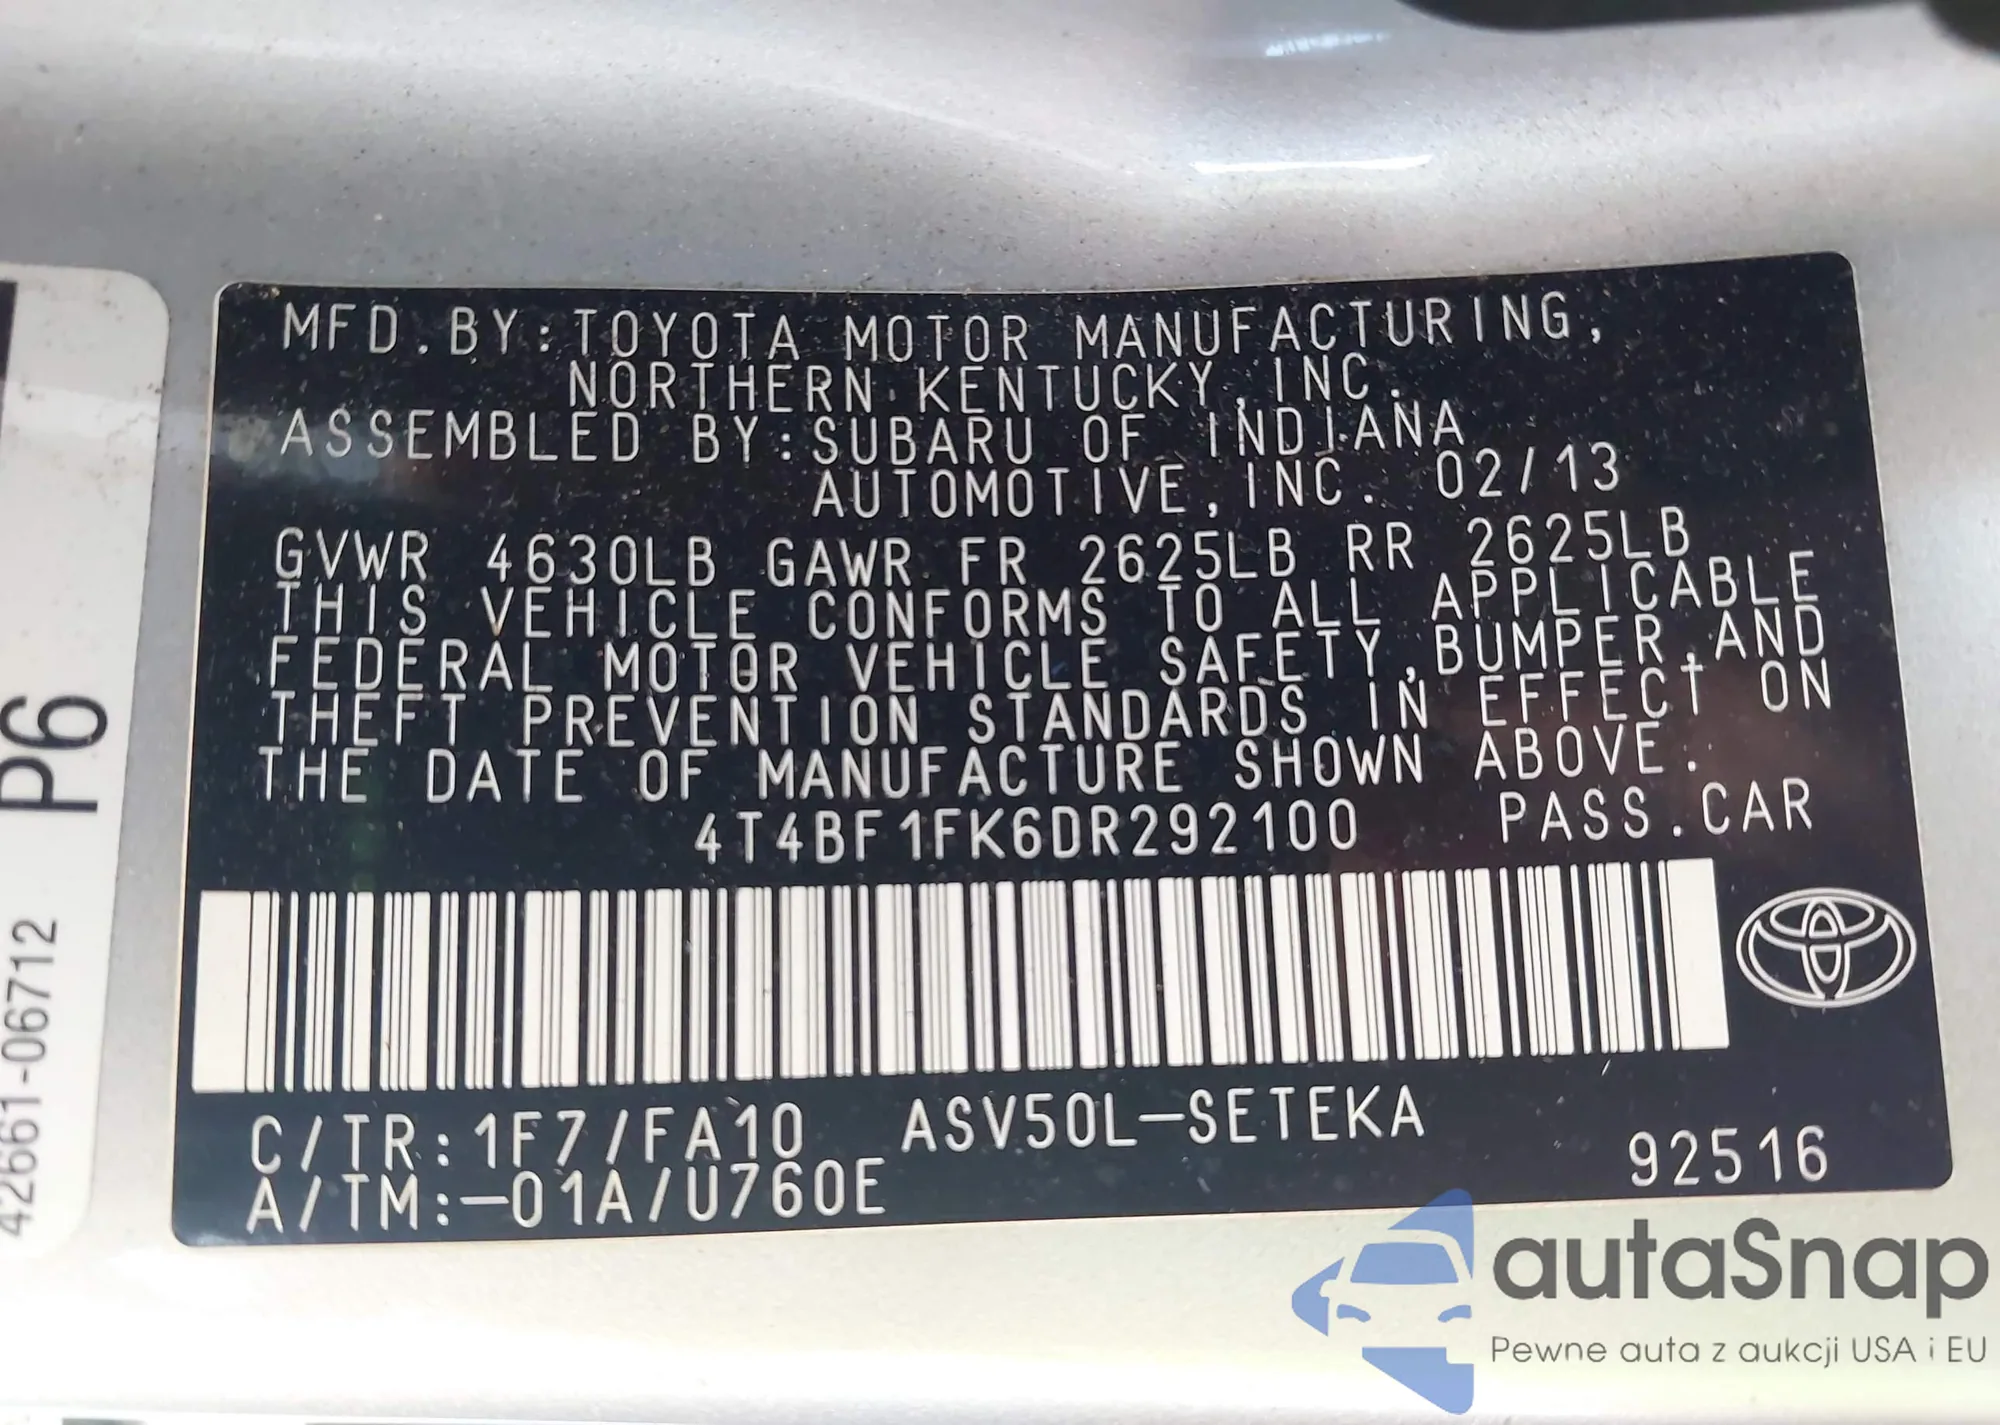 MFD.BY:TOYOTA MOTOR MANUFACTURING,
NORTHERN KENTUCKY,INC.
ASSEMBLED BY:SUBARU OF INDIANA
AUTOMOTIVE,INC. 02/13
GVWR 4630LB GAWR FR 2625LB RR 2625LB
THIS VEHICLE CONFORMS TO ALL APPLICABLE
FEDERAL MOTOR VEHICLE SAFETY,BUMPER,AND
THEFT PREVENTION STANDARDS IN EFFECT ON
THE DATE OF MANUFACTURE SHOWN ABOVE.
4T4BF1FK6DR292100 PASS.CAR
C/TR:1F7/FA10 ASV50L-SETEKA
A/TM:-01A/U760E 92516
P6
42661-06712
autaSnap
Pewne auta z aukcji USA i EU